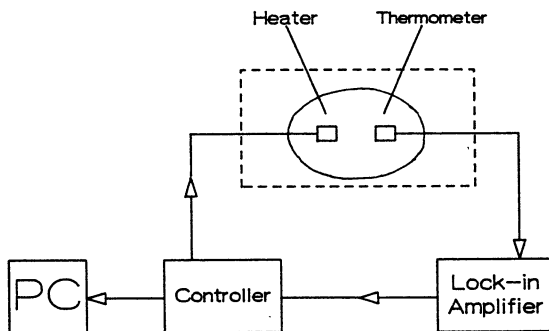 Heater
Thermometer
PC
Controller
Lock-in
Amplifier